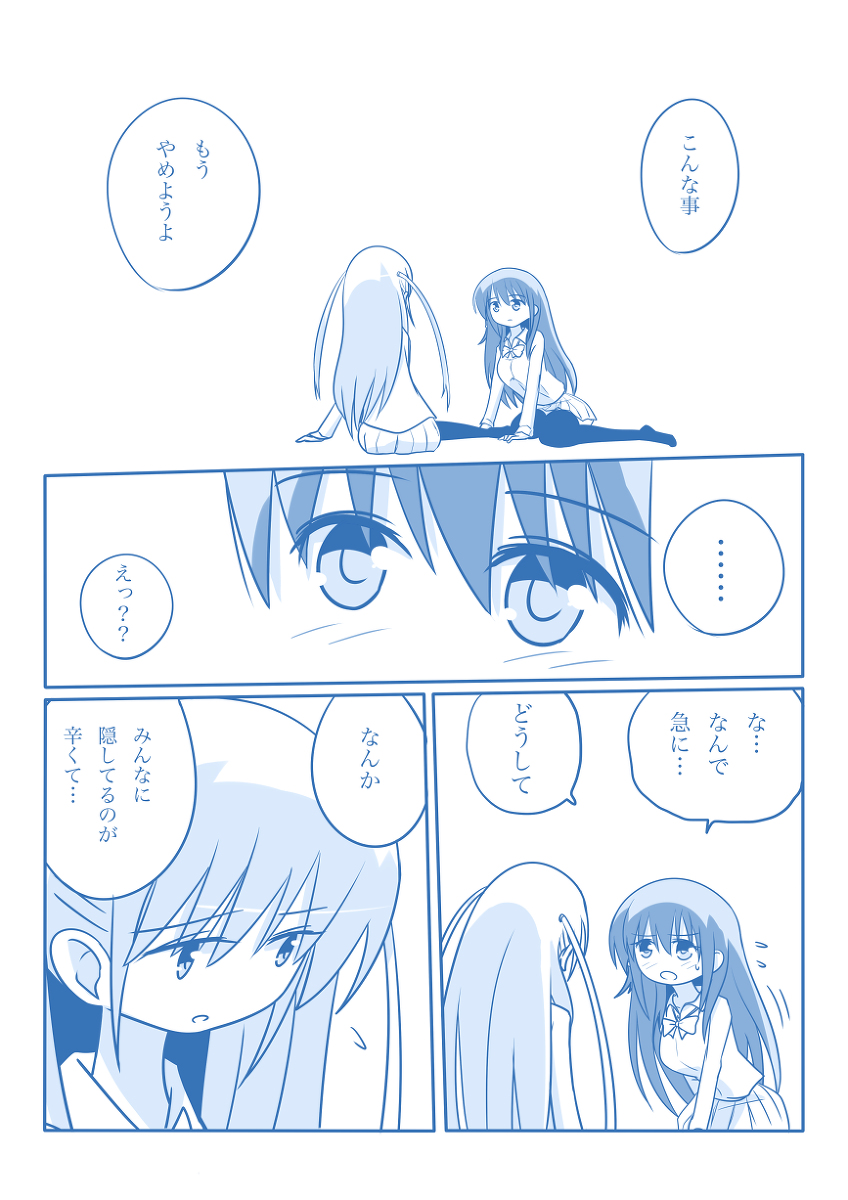 こんな事
もう
やめようよ
……
えっ？？
な…
なんで
急に…
どうして
なんか
みんなに
隠してるのが
辛くて…